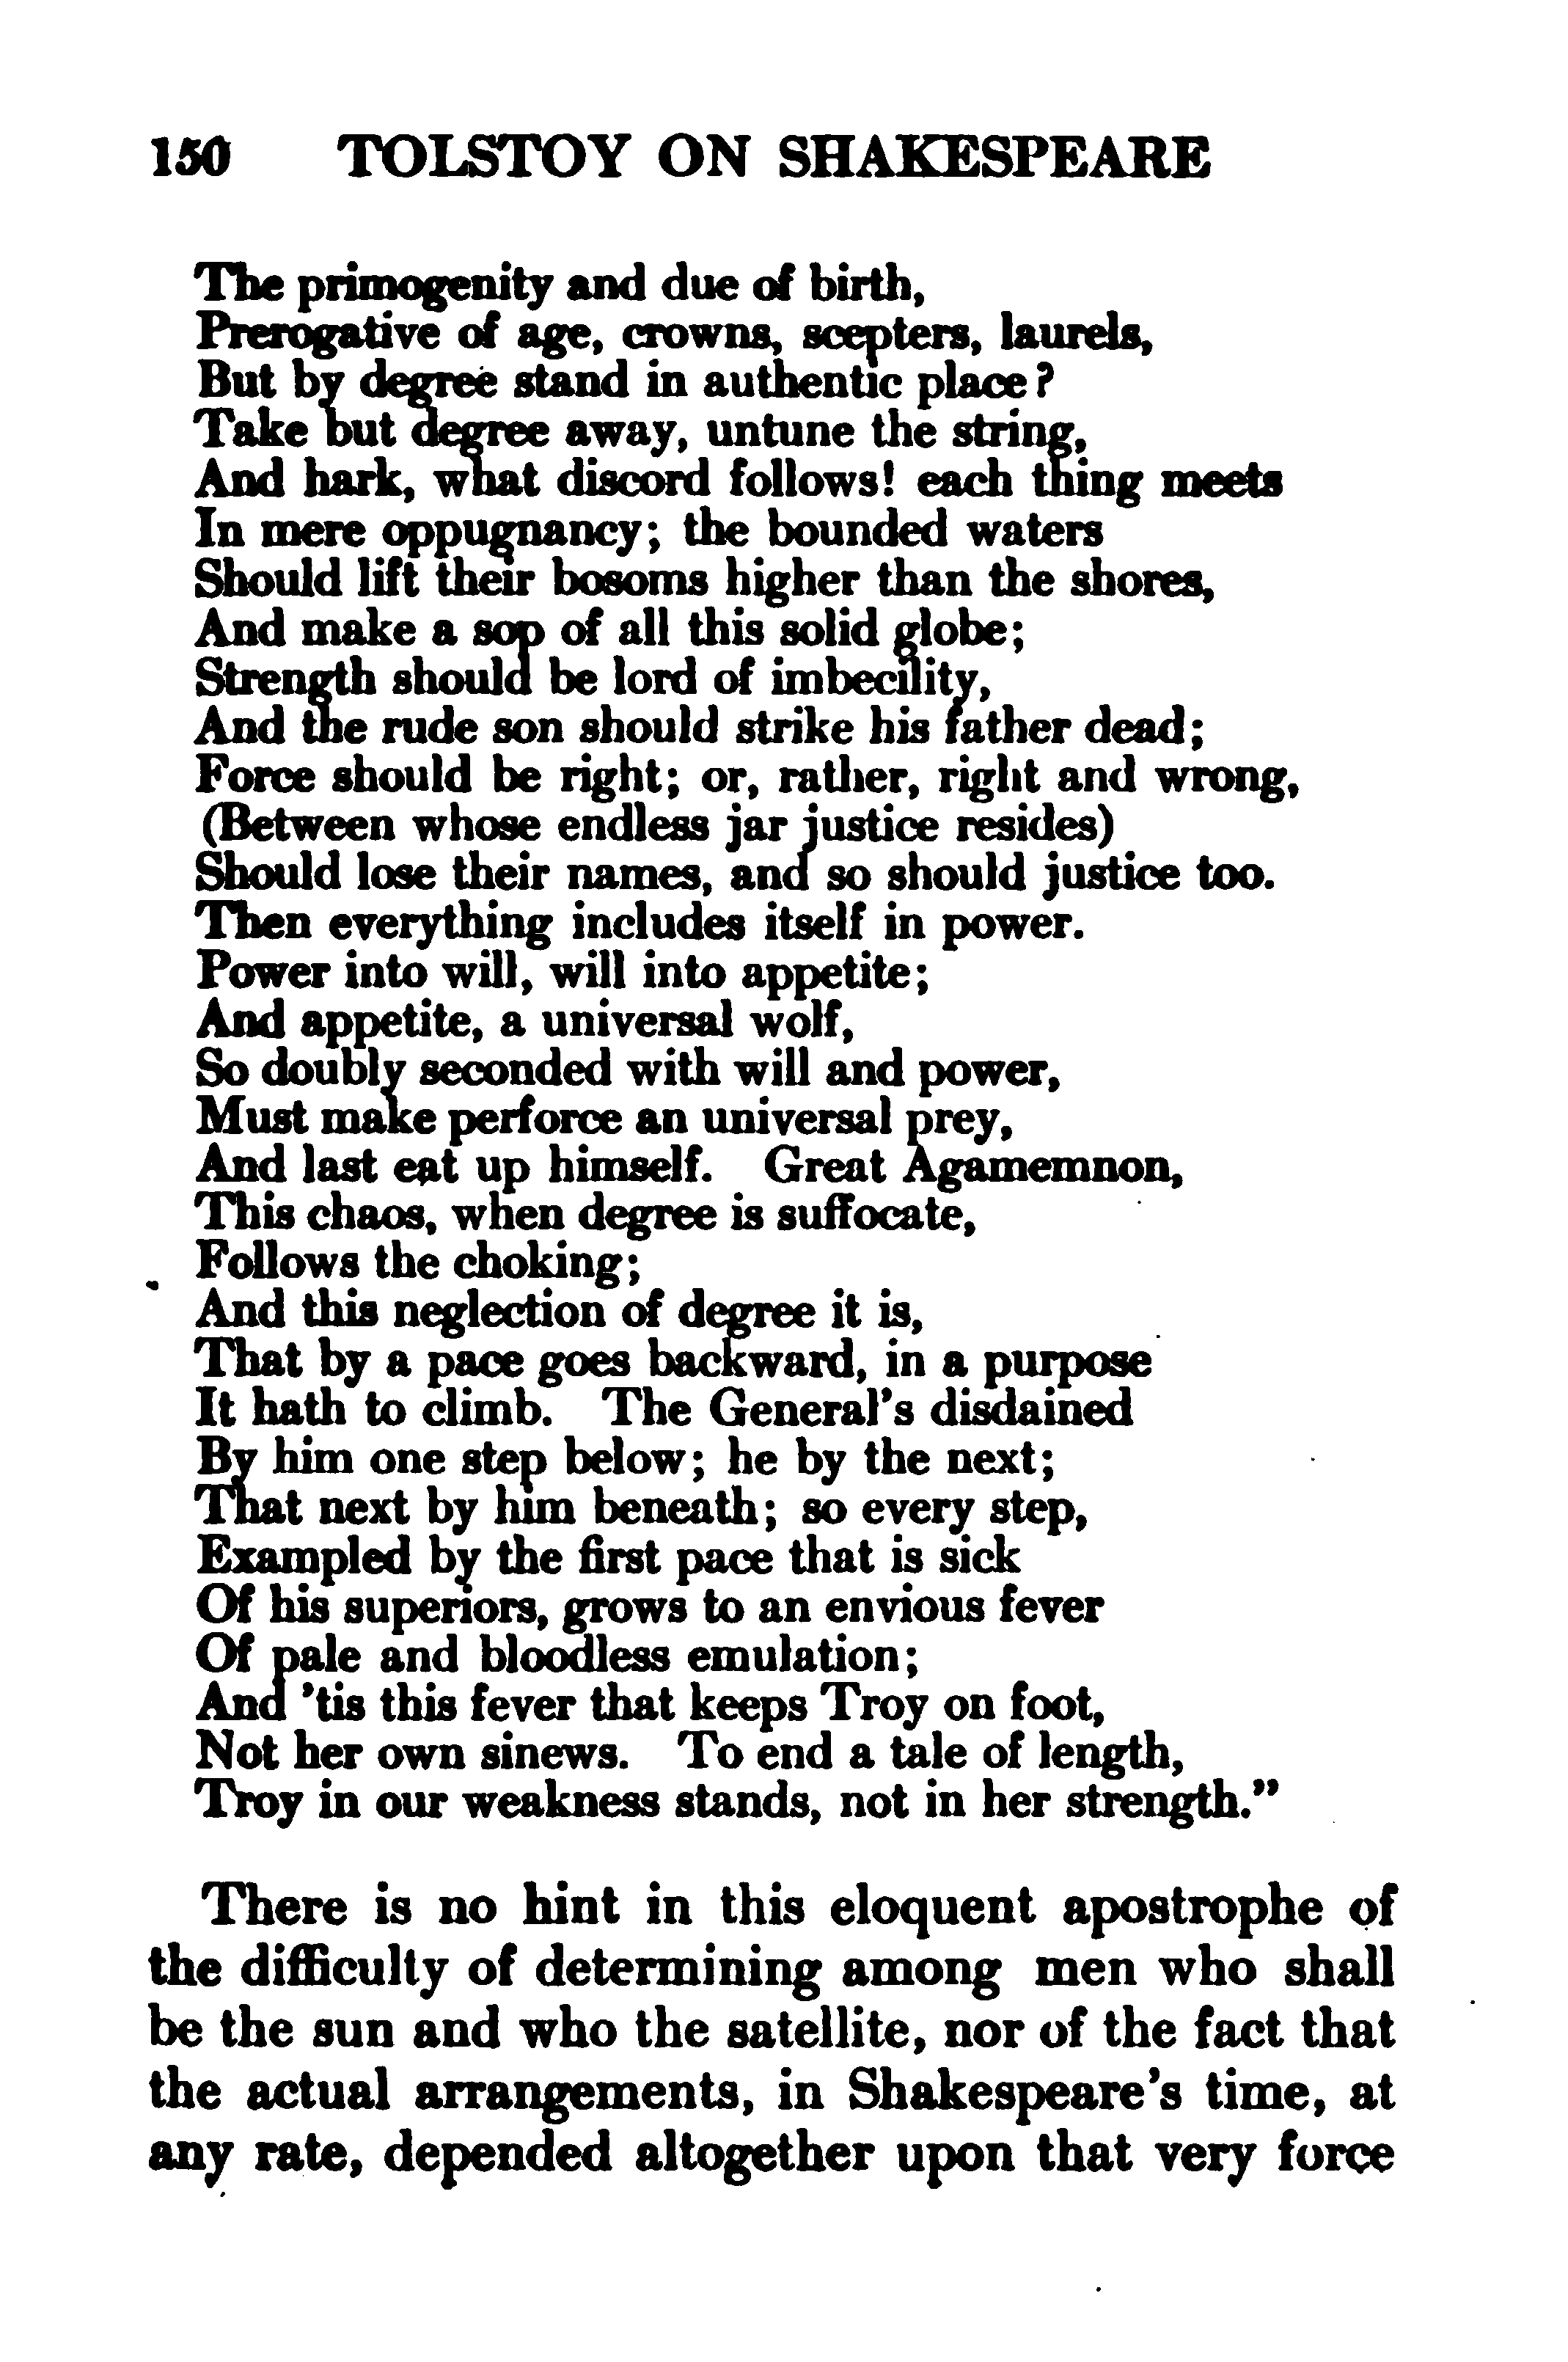 150 TOLSTOY ON SHAKESPEARE
The primogenity and due of birth,
Prerogative of age, crowns, scepters, laurels,
But by degree stand in authentic place?
Take but degree away, untune the string,
And hark, what discord follows! each thing meets
In mere oppugnancy; the bounded waters
Should lift their bosoms higher than the shores,
And make a sop of all this solid globe;
Strength should be lord of imbecility,
And the rude son should strike his father dead;
Force should be right; or, rather, right and wrong,
(Between whose endless jar justice resides)
Should lose their names, and so should justice too.
Then everything includes itself in power.
Power into will, will into appetite;
And appetite, a universal wolf,
So doubly seconded with will and power,
Must make perforce an universal prey,
And last eat up himself. Great Agamemnon,
This chaos, when degree is suffocate,
Follows the choking;
And this neglection of degree it is,
That by a pace goes backward, in a purpose
It hath to climb. The General's disdained
By him one step below; he by the next;
That next by him beneath; so every step,
Exampled by the first pace that is sick
Of his superiors, grows to an envious fever
Of pale and bloodless emulation;
And 'tis this fever that keeps Troy on foot,
Not her own sinews. To end a tale of length,
Troy in our weakness stands, not in her strength."
There is no hint in this eloquent apostrophe of
the difficulty of determining among men who shall
be the sun and who the satellite, nor of the fact that
the actual arrangements, in Shakespeare's time, at
any rate, depended altogether upon that very force